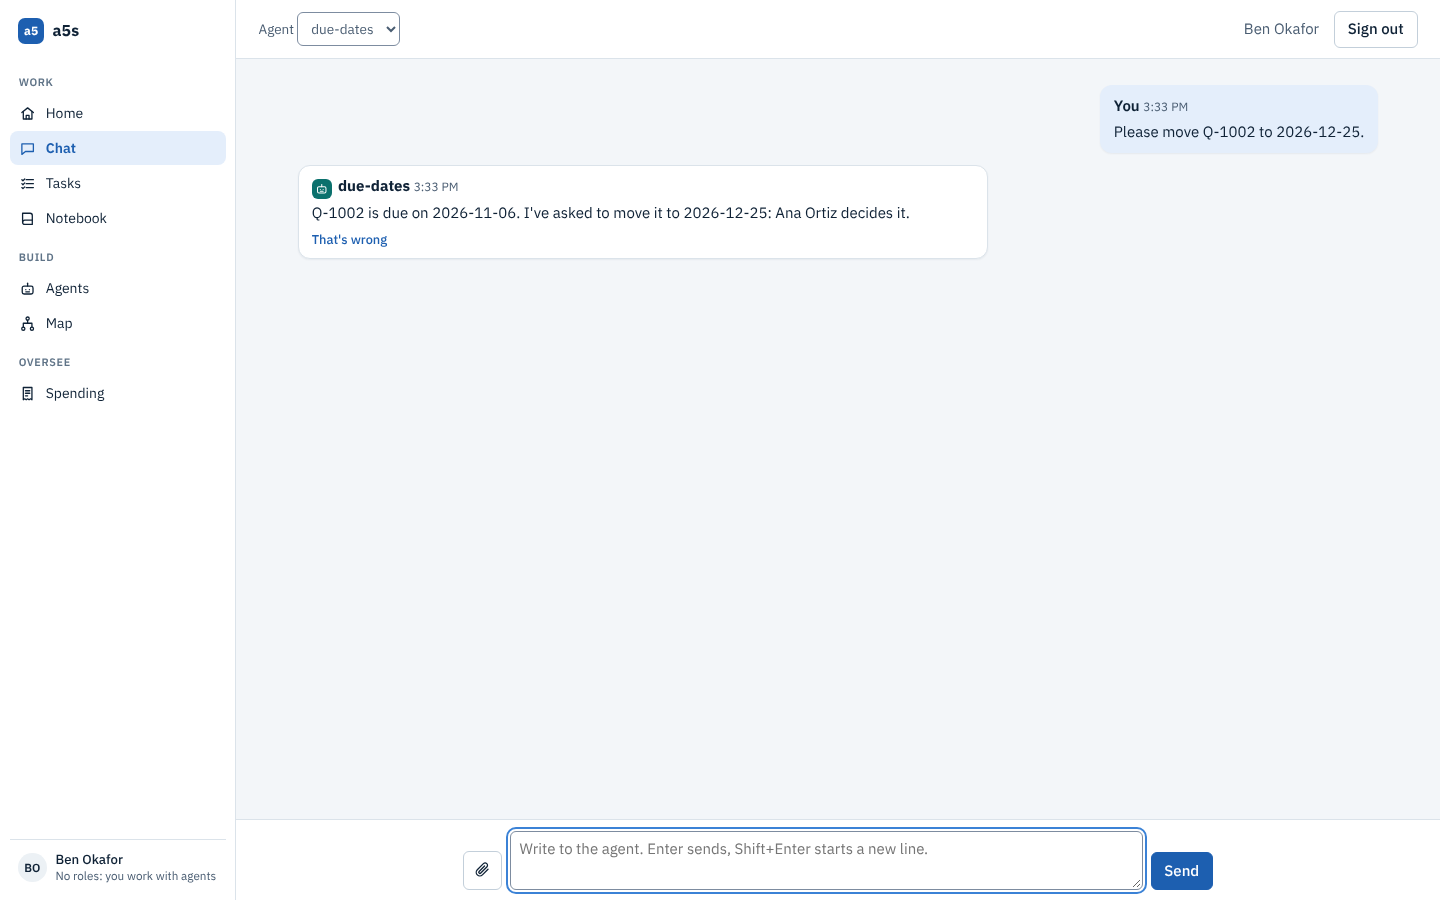 a5 a5s
WORK
Home
Chat
Tasks
Notebook
BUILD
Agents
Map
OVERSEE
Spending
BO
Ben Okafor
No roles: you work with agents
Agent due-dates
Ben Okafor
Sign out
You 3:33 PM
Please move Q-1002 to 2026-12-25.
due-dates 3:33 PM
Q-1002 is due on 2026-11-06. I've asked to move it to 2026-12-25: Ana Ortiz decides it.
That's wrong
Write to the agent. Enter sends, Shift+Enter starts a new line.
Send